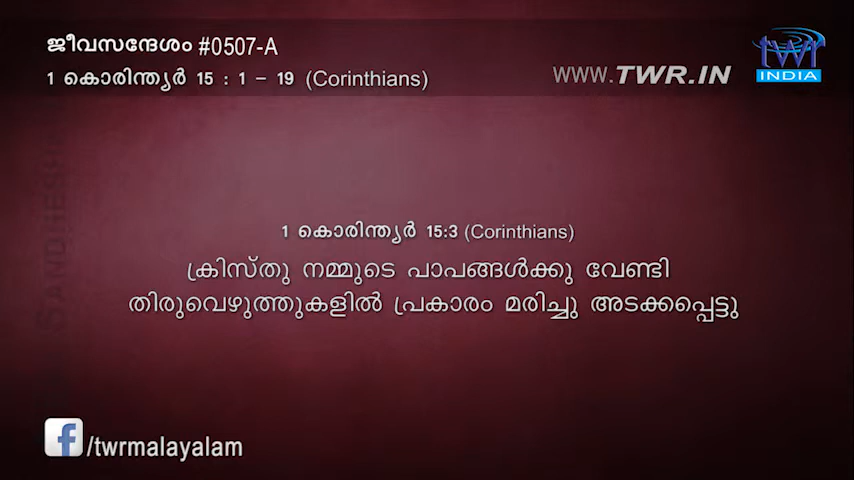 ജീവസന്ദേശം #0507-A
1 കൊരിന്ത്യർ 15 : 1 - 19 (Corinthians)
WWW.TWR.IN
twr
INDIA
1 കൊരിന്ത്യർ 15:3 (Corinthians)
ക്രിസ്തു നമ്മുടെ പാപങ്ങൾക്കു വേണ്ടി
തിരുവെഴുത്തുകളിൽ പ്രകാരം മരിച്ചു അടക്കപ്പെട്ടു
SANDHESH
f/twrmalayalam